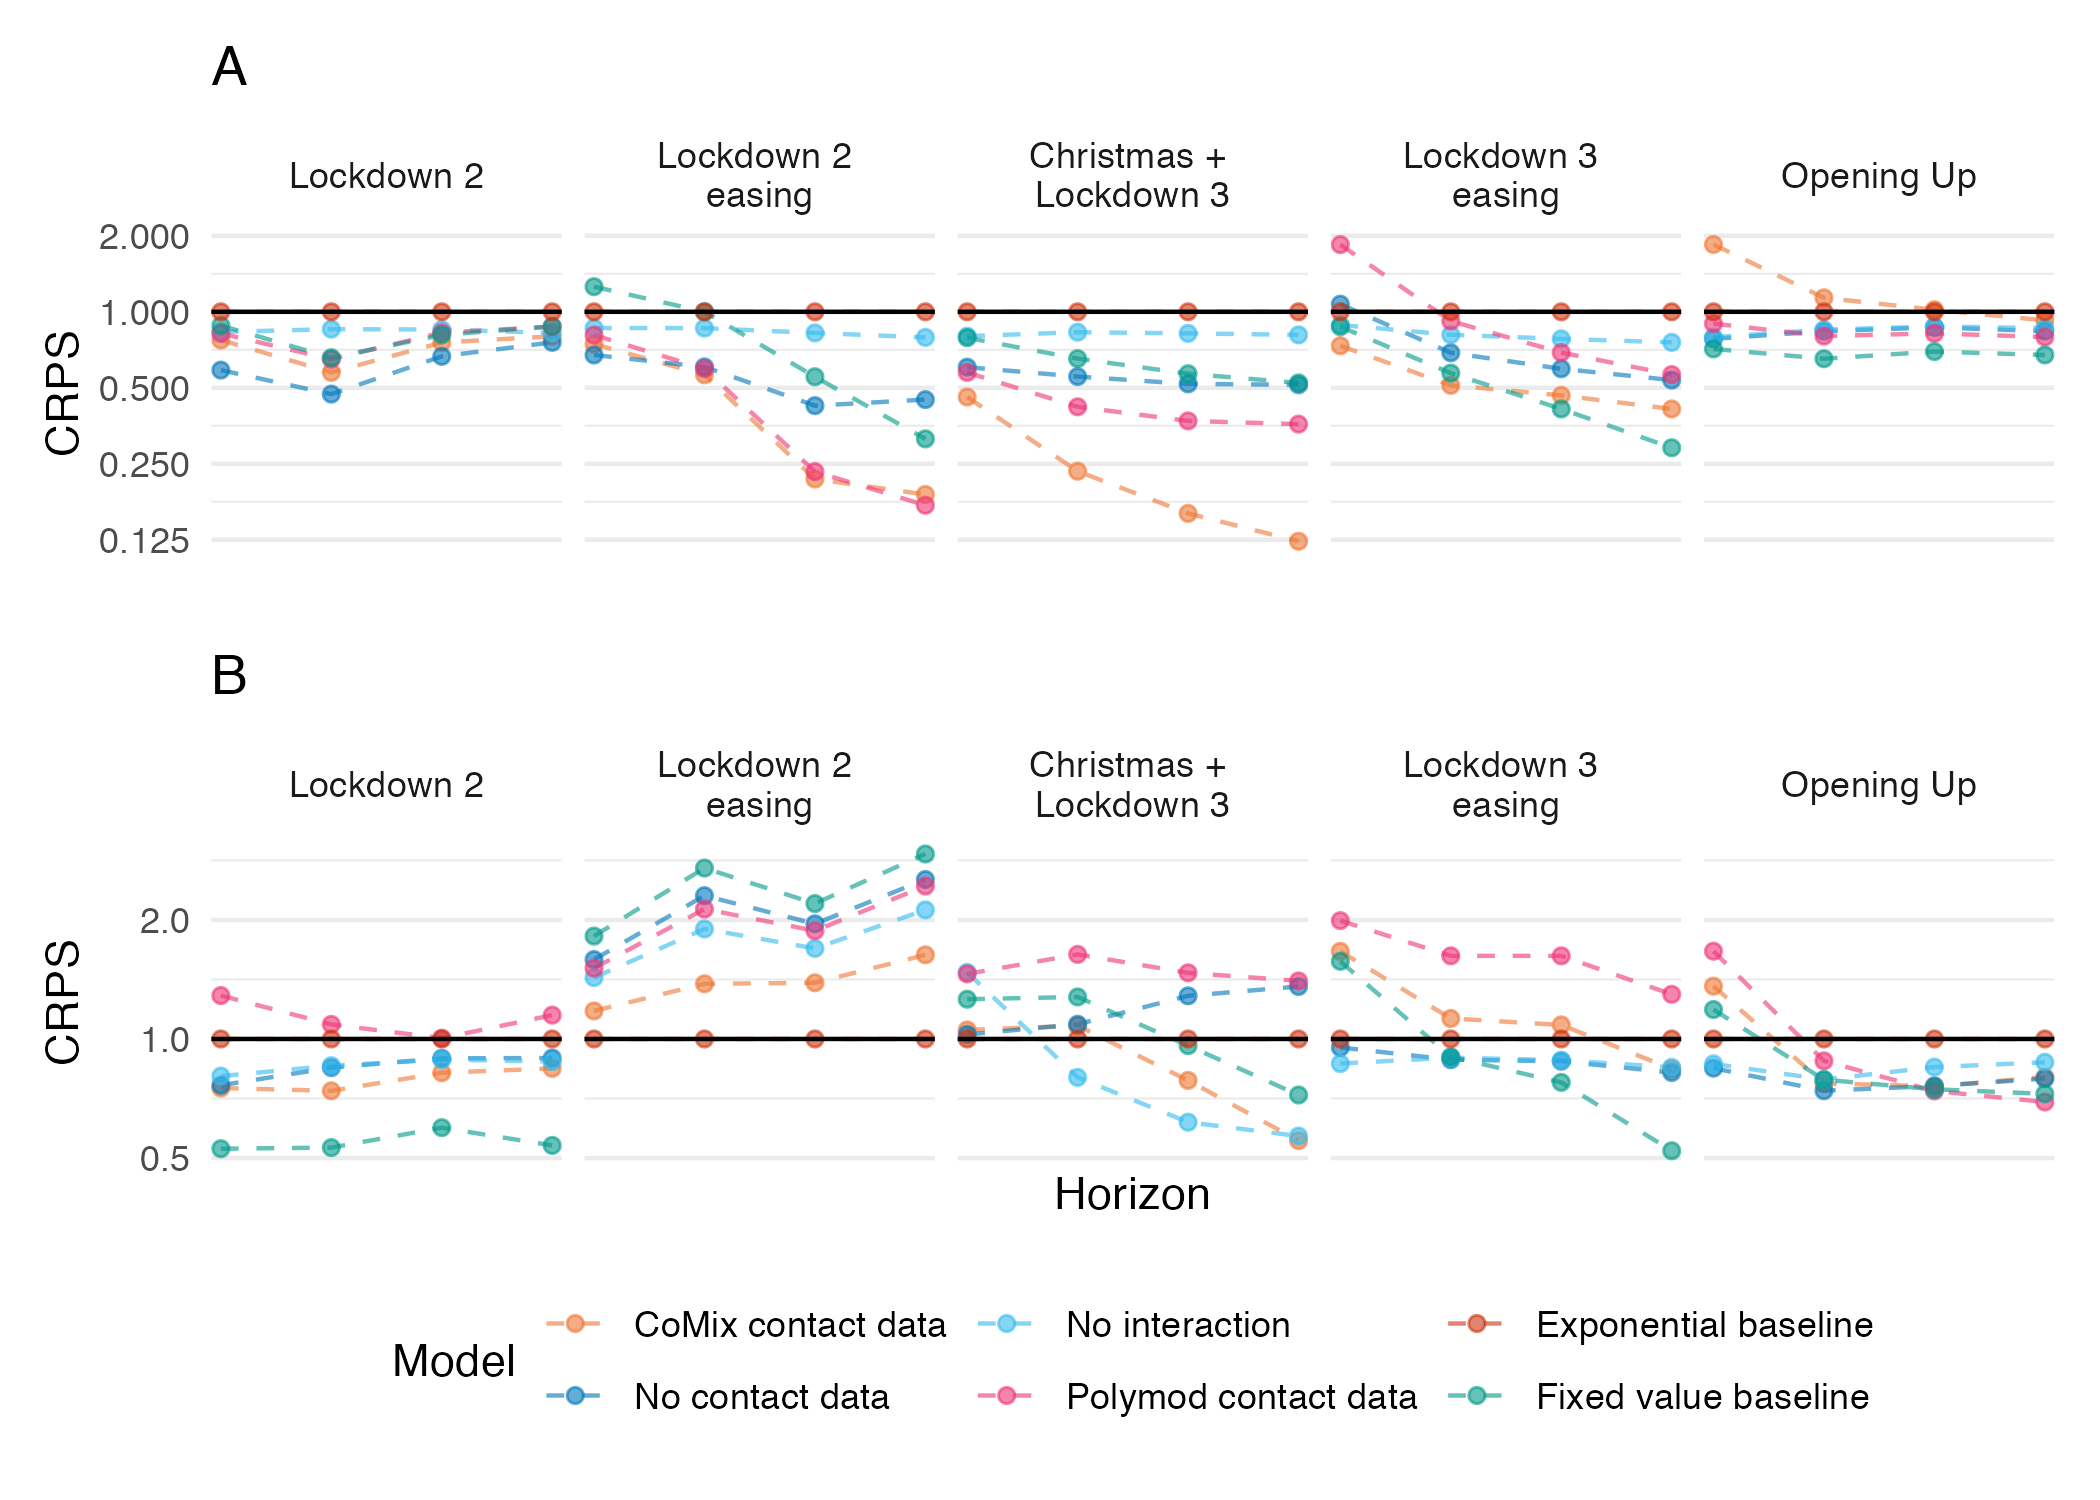 A
Lockdown 2
Lockdown 2
easing
Christmas +
Lockdown 3
Lockdown 3
easing
Opening Up
2.000
1.000
0.500
0.250
0.125
CRPS
B
Lockdown 2
Lockdown 2
easing
Christmas +
Lockdown 3
Lockdown 3
easing
Opening Up
2.0
1.0
0.5
CRPS
Horizon
Model
CoMix contact data
No interaction
Exponential baseline
No contact data
Polymod contact data
Fixed value baseline